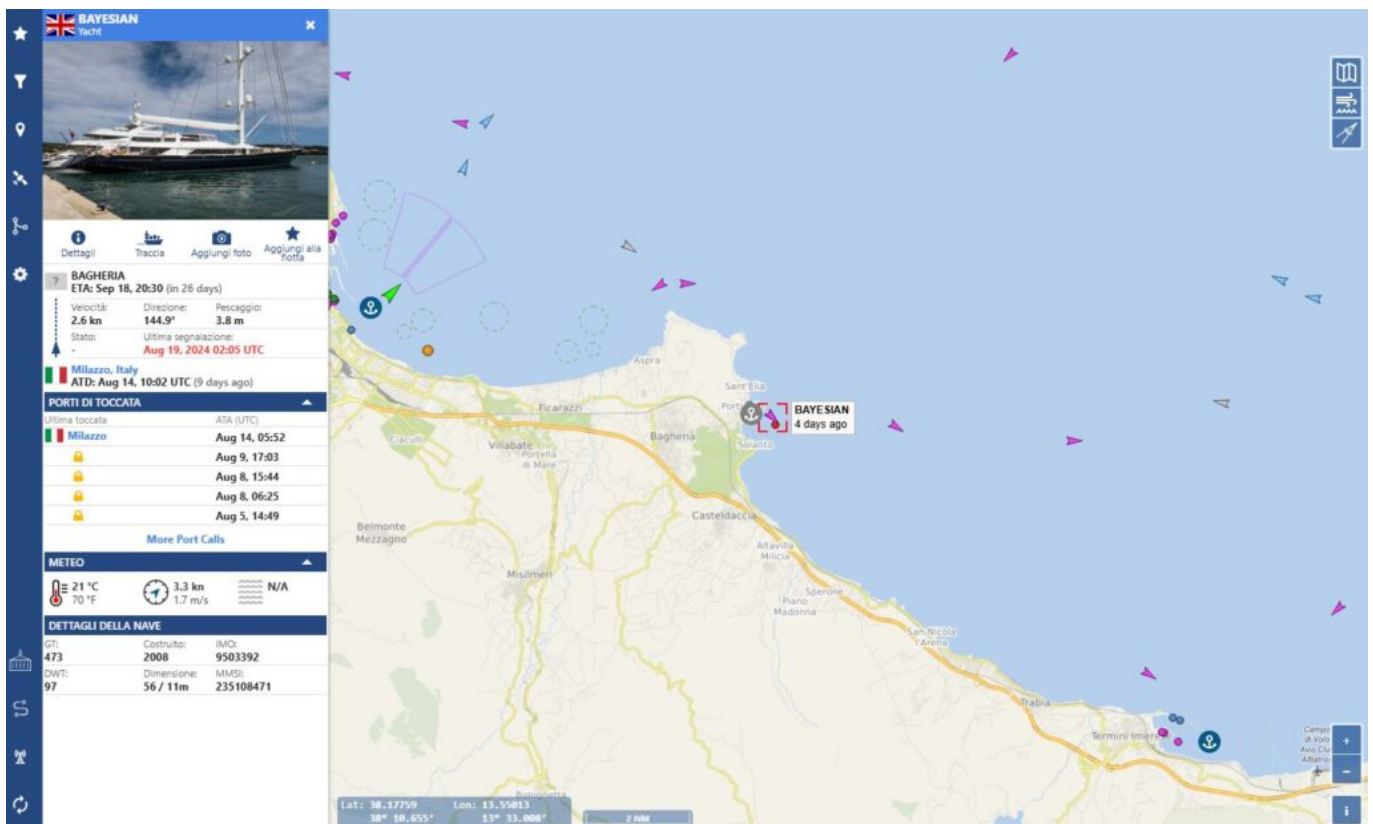 BAYESIAN
Yacht
Dettagli
Traccia
Aggiungi foto
Aggiungi alla
flotta
?
BAGHERIA
ETA: Sep 18, 20:30 (in 26 days)
Velocità: Direzione: Pescaggio:
2.6 kn 144.9° 3.8 m
Stato: Ultima segnalazione:
- Aug 19, 2024 02:05 UTC
Milazzo, Italy
ATD: Aug 14, 10:02 UTC (9 days ago)
PORTI DI TOCCATA
Ultima toccata ATA (UTC)
Milazzo Aug 14, 05:52
Aug 9, 17:03
Aug 8, 15:44
Aug 8, 06:25
Aug 5, 14:49
More Port Calls
METEO
21 °C 3.3 kn N/A
70 °F 1.7 m/s
DETTAGLI DELLA NAVE
GT: Costruito: IMO:
473 2008 9503392
DWT: Dimensione: MMSI:
97 56 / 11m 235108471
Aspra
Sant'Elia
Ficarazzi
BAYESIAN
4 days ago
Ciaculli
Villabate
Bagheria
Portella
di Mare
Casteldaccia
Belmonte
Mezzagno
Altavilla
Milicia
Misilmeri
Sperone
Piano
Madonna
San Nicola
l'Arena
Trabia
Termini Imerese
Campo
di Volo
Bolognetta
Lat: 38.17759 Lon: 13.55013
38° 10.655' 13° 33.008'
2 NM
+
−
i